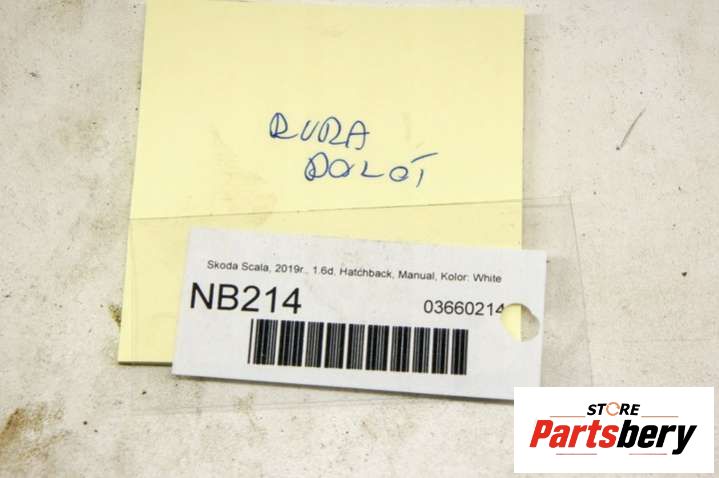 RURA
DOLOT
Skoda Scala, 2019r., 1.6d, Hatchback, Manual, Kolor: White
NB214
03660214
STORE
Partsbery